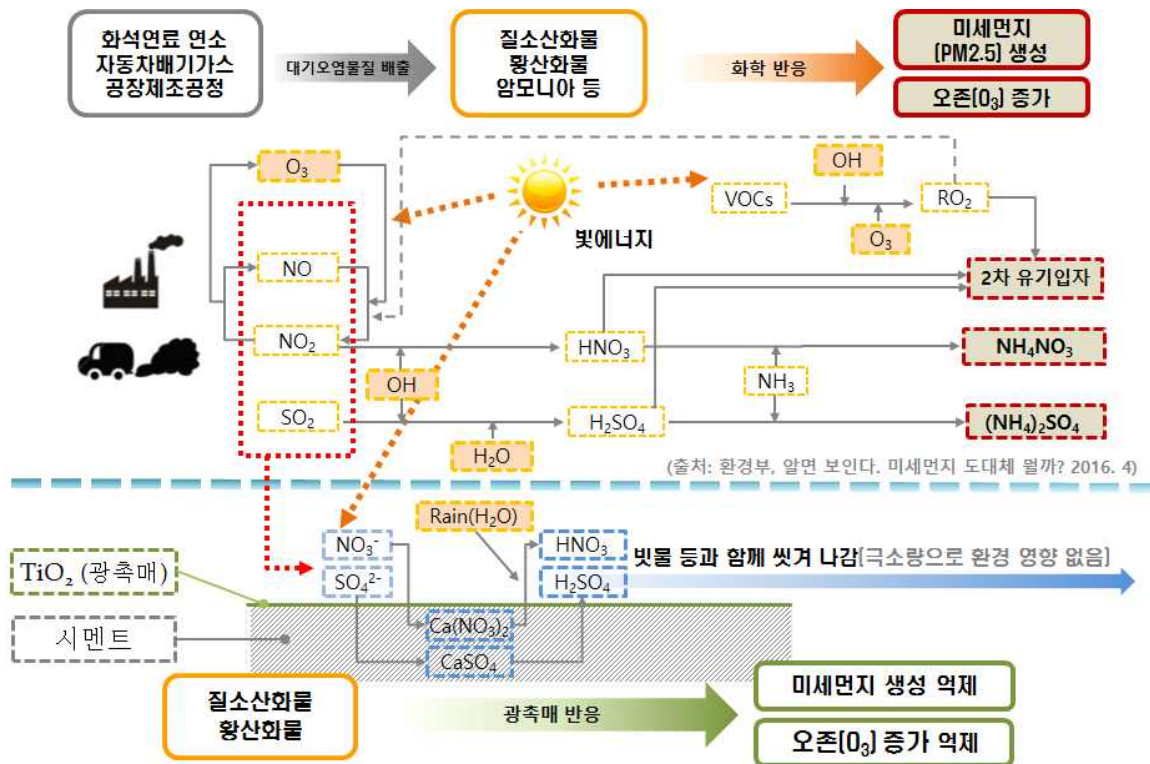 화석연료 연소
자동차배기가스
공장제조공정
대기오염물질 배출
질소산화물
황산화물
암모니아 등
화학 반응
미세먼지
(PM2.5) 생성
오존(O₃) 증가
O₃
NO
NO₂
SO₂
OH
H₂O
빛에너지
VOCs
OH
O₃
RO₂
2차 유기입자
HNO₃
NH₃
NH₄NO₃
H₂SO₄
(NH₄)₂SO₄
(출처: 환경부, 알면 보인다. 미세먼지 도대체 뭘까? 2016. 4)
TiO₂ (광촉매)
시멘트
NO₃⁻
SO₄²⁻
Rain(H₂O)
HNO₃
H₂SO₄
Ca(NO₃)₂
CaSO₄
빗물 등과 함께 씻겨 나감(극소량으로 환경 영향 없음)
질소산화물
황산화물
광촉매 반응
미세먼지 생성 억제
오존(O₃) 증가 억제